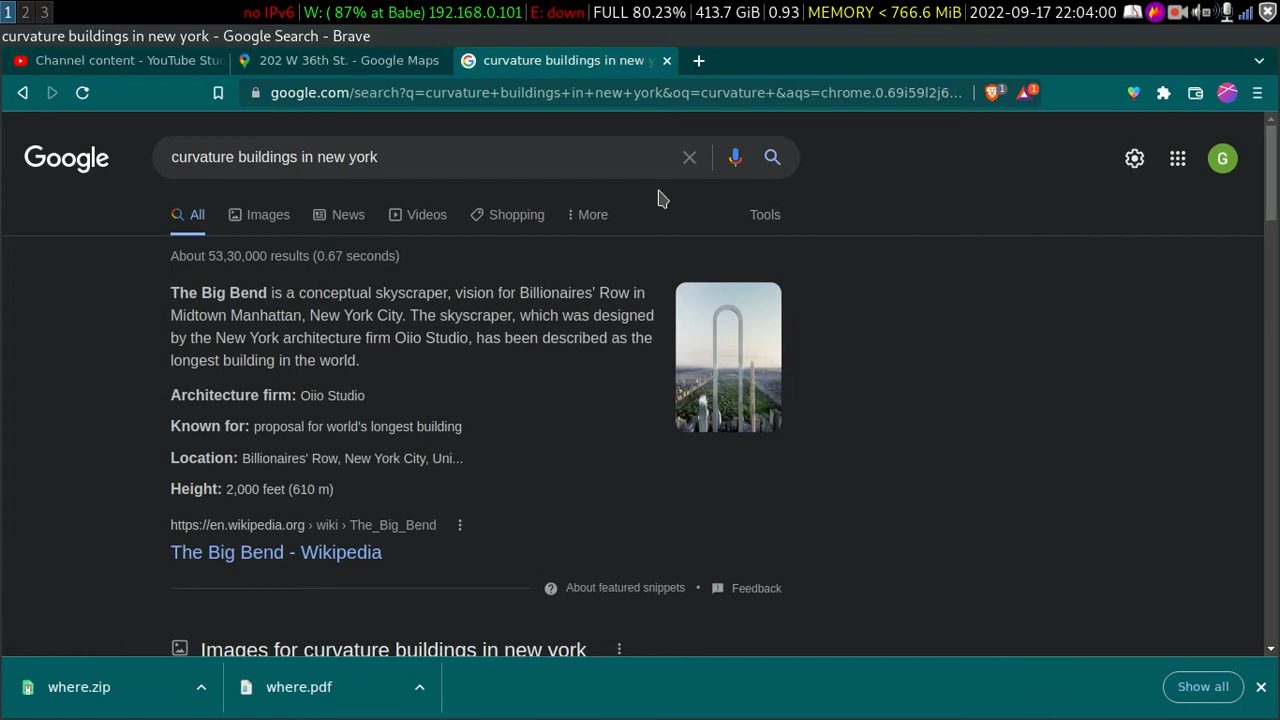 1 2 3 no IPv6| W: ( 87% at Babe) 192.168.0.101 | E: down | FULL 80.23% | 413.7 GiB | 0.93 | MEMORY < 766.6 MiB | 2022-09-17 22:04:00
curvature buildings in new york - Google Search - Brave
Channel content - YouTube Stu 202 W 36th St. - Google Maps curvature buildings in new y
google.com/search?q=curvature+buildings+in+new+york&oq=curvature+&aqs=chrome.0.69i59l2j6... 1 1
Google curvature buildings in new york G
All Images News Videos Shopping More Tools
About 53,30,000 results (0.67 seconds)
The Big Bend is a conceptual skyscraper, vision for Billionaires' Row in
Midtown Manhattan, New York City. The skyscraper, which was designed
by the New York architecture firm Oiio Studio, has been described as the
longest building in the world.
Architecture firm: Oiio Studio
Known for: proposal for world's longest building
Location: Billionaires' Row, New York City, Uni...
Height: 2,000 feet (610 m)
https://en.wikipedia.org › wiki › The_Big_Bend
The Big Bend - Wikipedia
About featured snippets • Feedback
Images for curvature buildings in new york
where.zip where.pdf Show all